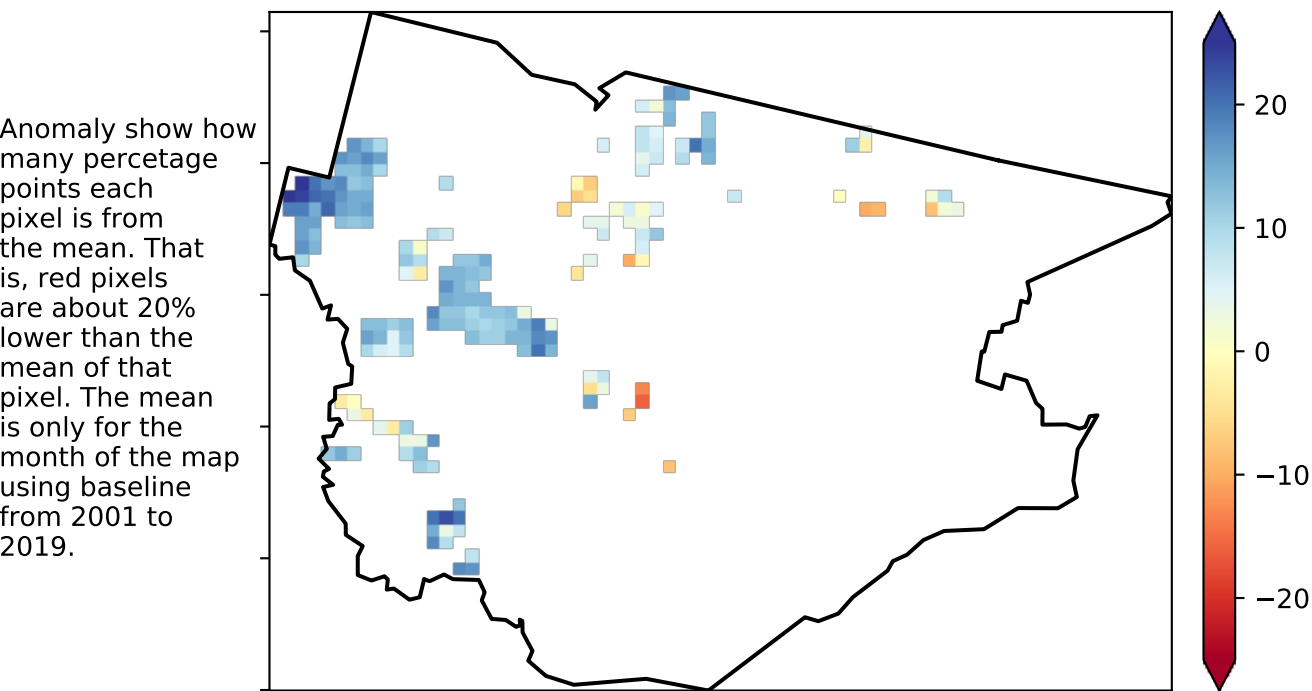 Anomaly show how
many percetage
points each
pixel is from
the mean. That
is, red pixels
are about 20%
lower than the
mean of that
pixel. The mean
is only for the
month of the map
using baseline
from 2001 to
2019.
20
10
0
−10
−20